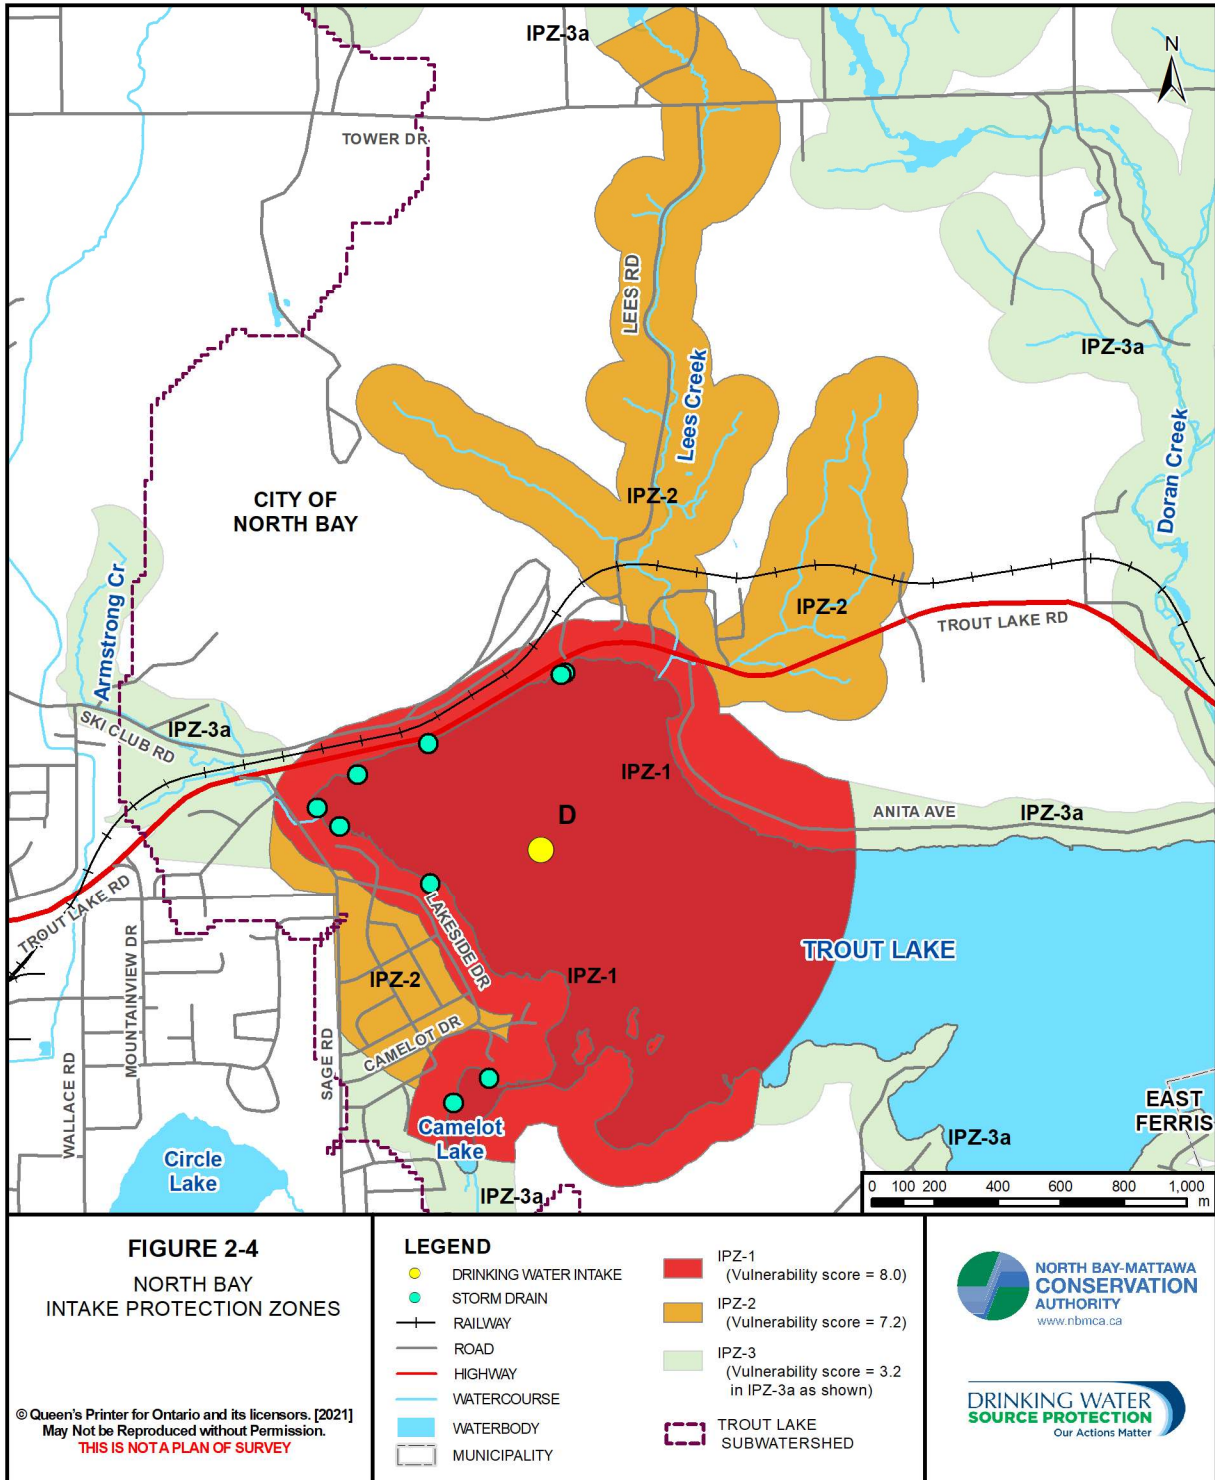 IPZ-3a
N
TOWER DR
LEES RD
Lees Creek
IPZ-3a
Doran Creek
CITY OF
NORTH BAY
IPZ-2
Armstrong Cr
IPZ-2
TROUT LAKE RD
SKI CLUB RD
IPZ-3a
IPZ-1
D
ANITA AVE
IPZ-3a
TROUT LAKE RD
MOUNTAINVIEW DR
LAKESIDE DR
TROUT LAKE
IPZ-2
IPZ-1
CAMELOT DR
SAGE RD
WALLACE RD
Camelot
Lake
Circle
Lake
IPZ-3a
EAST
FERRIS
IPZ-3a
0 100 200 400 600 800 1,000
m
FIGURE 2-4
NORTH BAY
INTAKE PROTECTION ZONES
© Queen's Printer for Ontario and its licensors. [2021]
May Not be Reproduced without Permission.
THIS IS NOT A PLAN OF SURVEY
LEGEND
DRINKING WATER INTAKE
STORM DRAIN
RAILWAY
ROAD
HIGHWAY
WATERCOURSE
WATERBODY
MUNICIPALITY
IPZ-1
(Vulnerability score = 8.0)
IPZ-2
(Vulnerability score = 7.2)
IPZ-3
(Vulnerability score = 3.2
in IPZ-3a as shown)
TROUT LAKE
SUBWATERSHED
NORTH BAY-MATTAWA
CONSERVATION
AUTHORITY
www.nbmca.ca
DRINKING WATER
SOURCE PROTECTION
Our Actions Matter